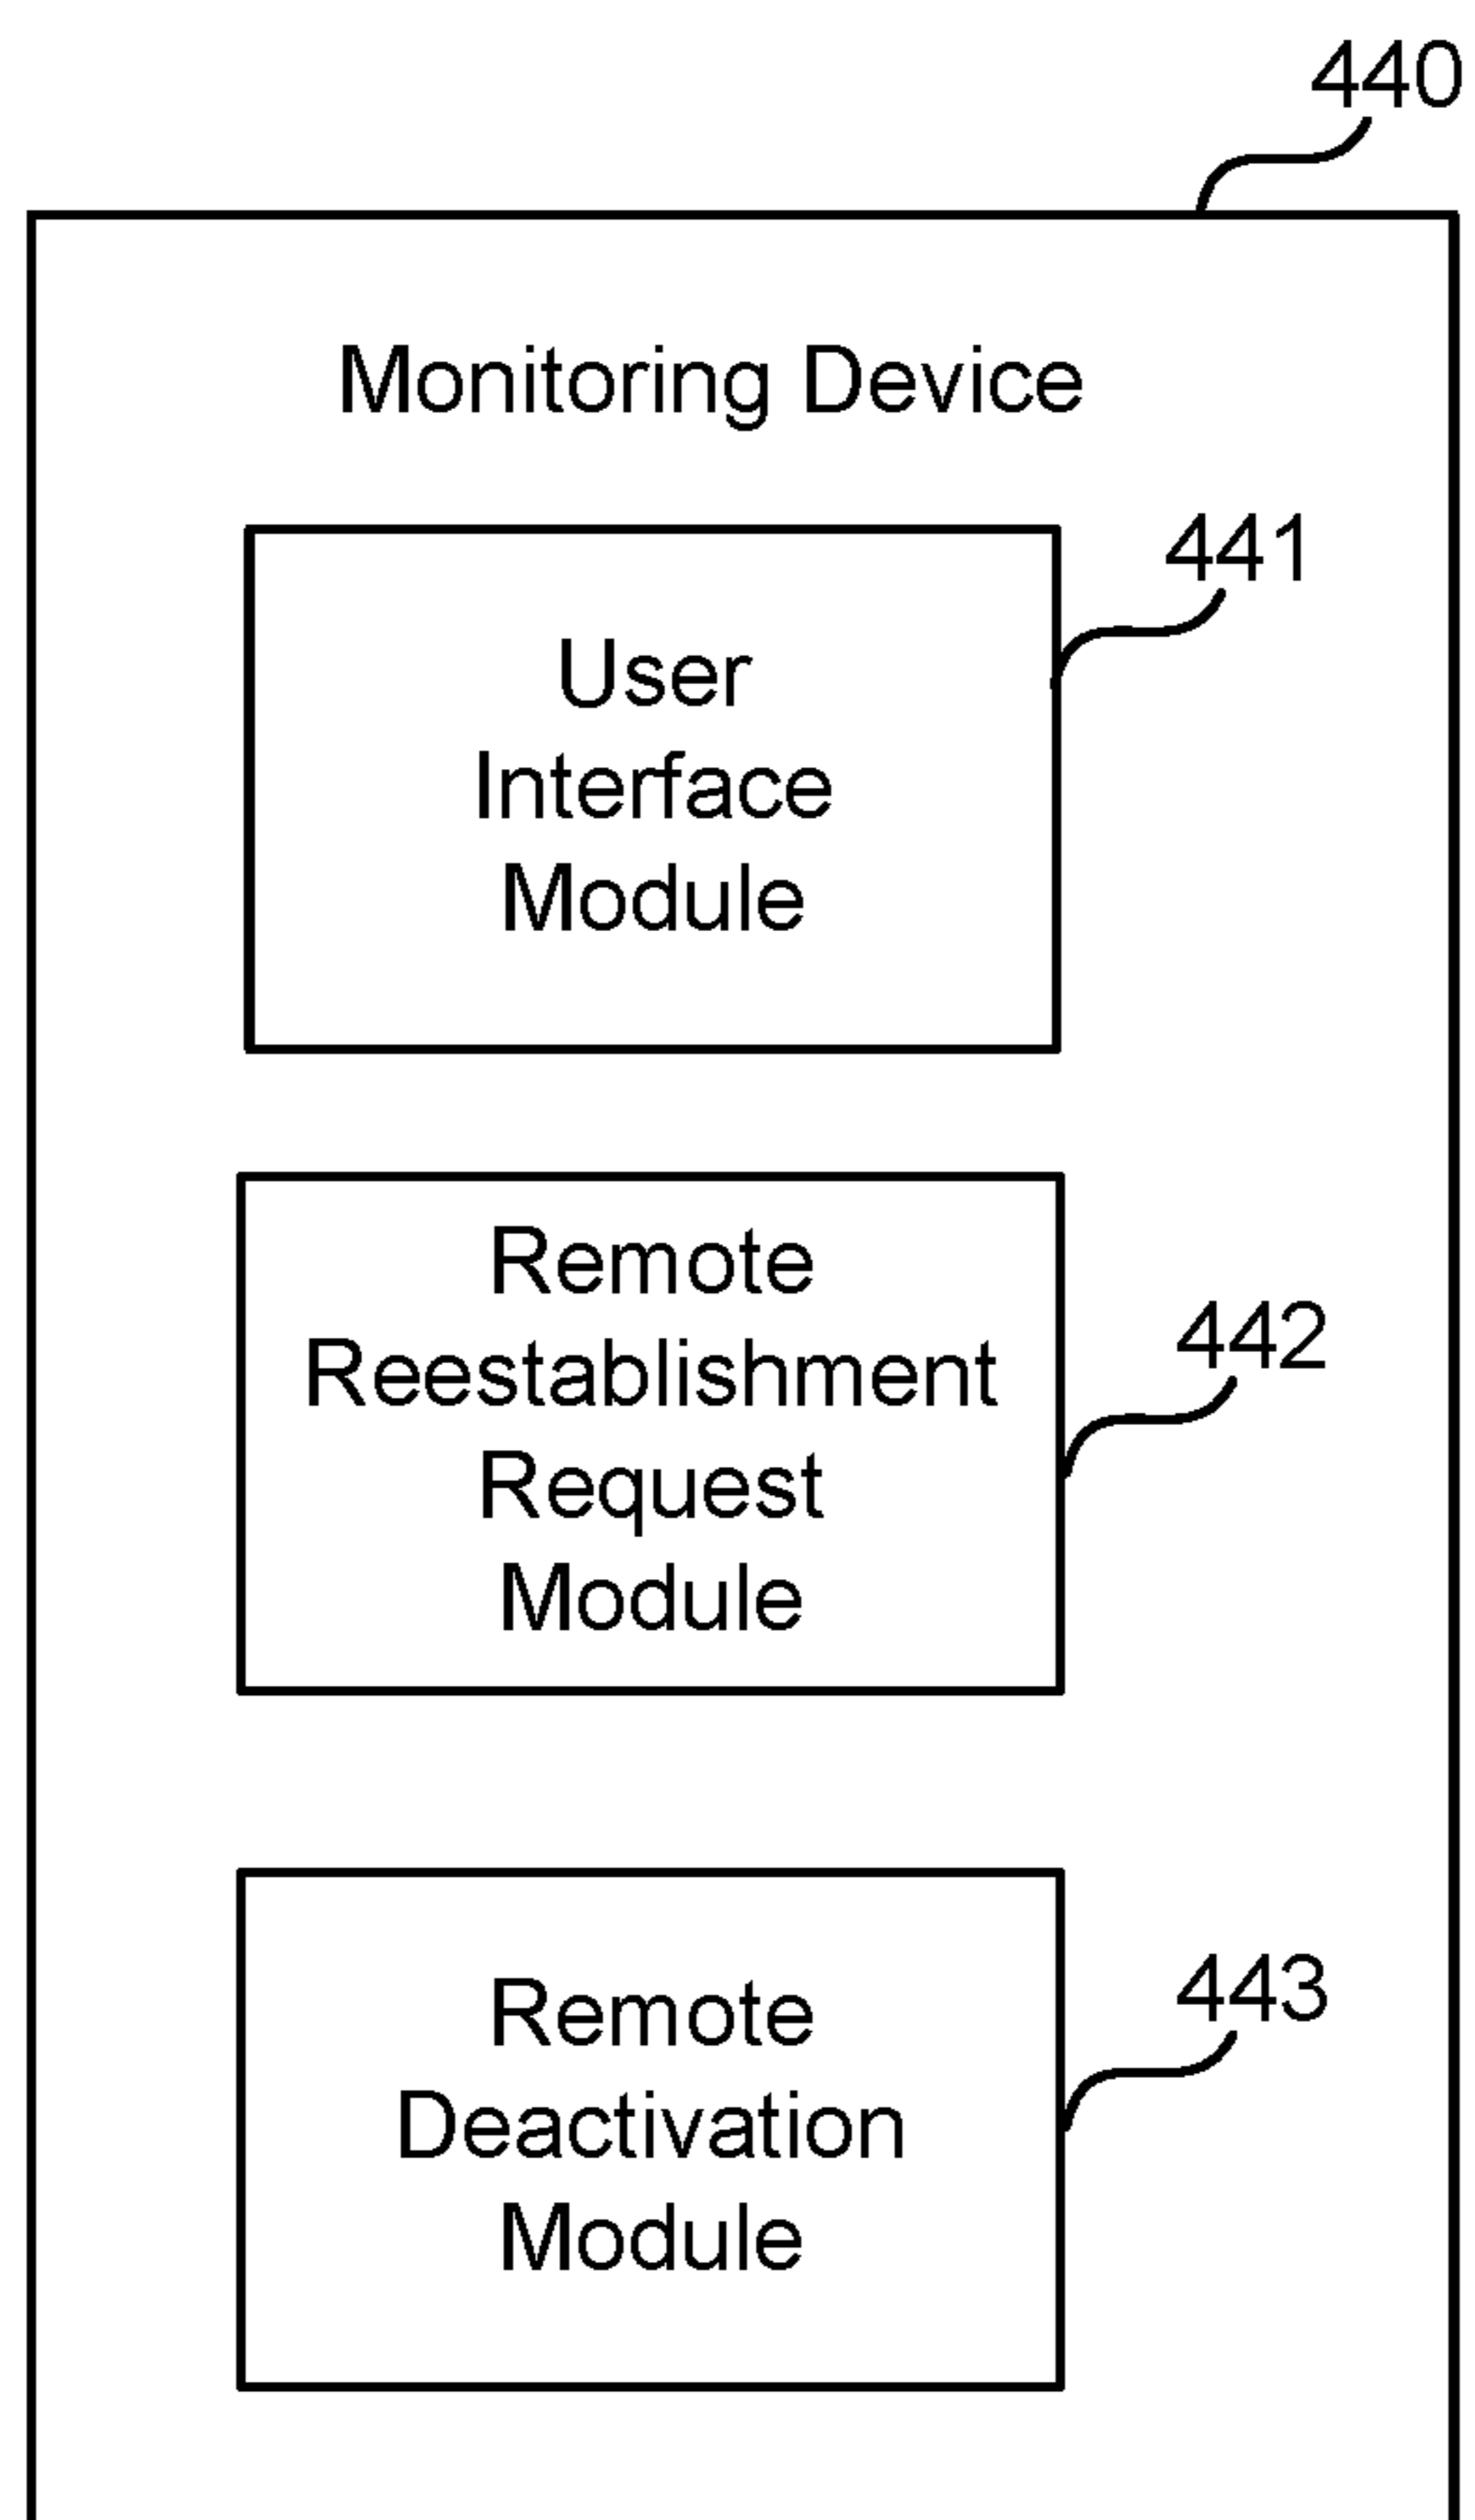 440
Monitoring Device
441
User
Interface
Module
Remote
Reestablishment
442
Request
Module
Remote
443
Deactivation
Module